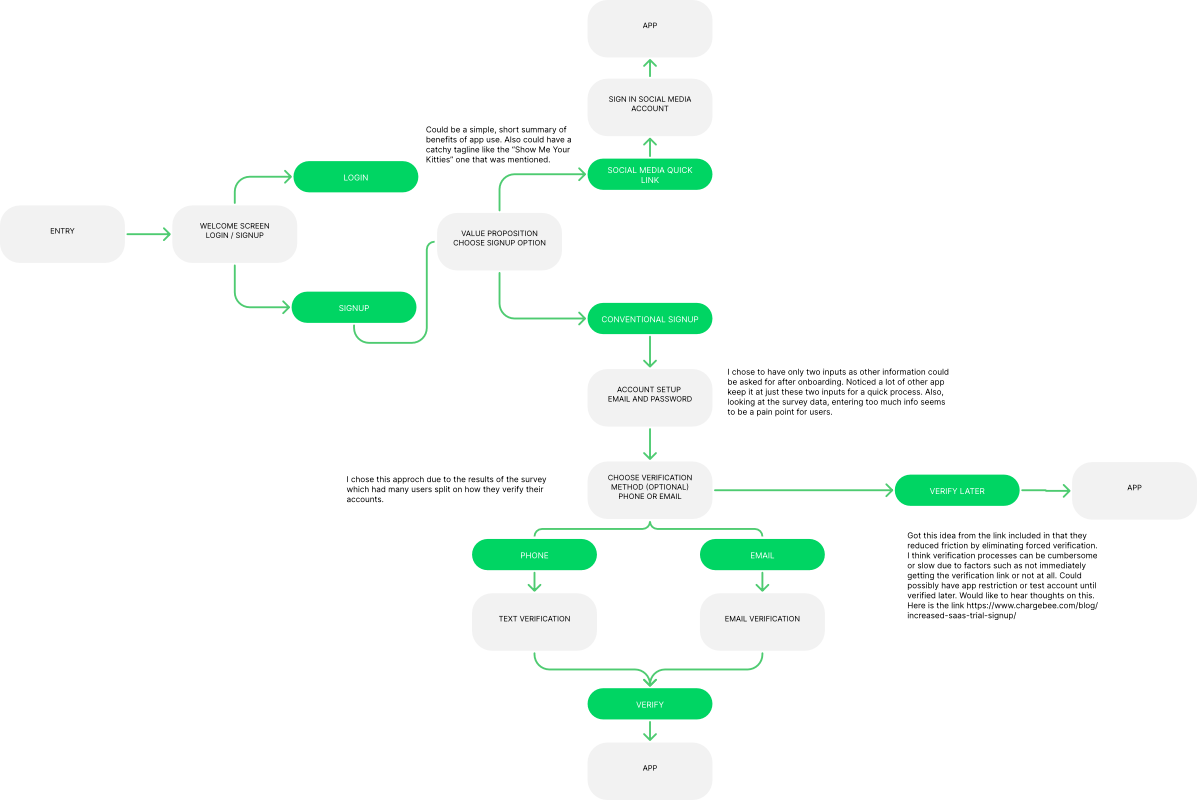 APP
SIGN IN SOCIAL MEDIA
ACCOUNT
Could be a simple, short summary of
benefits of app use. Also could have a
catchy tagline like the “Show Me Your
Kitties” one that was mentioned.
SOCIAL MEDIA QUICK
LINK
LOGIN
ENTRY
WELCOME SCREEN
LOGIN / SIGNUP
VALUE PROPOSITION
CHOOSE SIGNUP OPTION
SIGNUP
CONVENTIONAL SIGNUP
ACCOUNT SETUP
EMAIL AND PASSWORD
I chose to have only two inputs as other information could
be asked for after onboarding. Noticed a lot of other app
keep it at just these two inputs for a quick process. Also,
looking at the survey data, entering too much info seems
to be a pain point for users.
I chose this approch due to the results of the survey
which had many users split on how they verify their
accounts.
CHOOSE VERIFICATION
METHOD (OPTIONAL)
PHONE OR EMAIL
VERIFY LATER
APP
Got this idea from the link included in that they
reduced friction by eliminating forced verification.
I think verification processes can be cumbersome
or slow due to factors such as not immediately
getting the verification link or not at all. Could
possibly have app restriction or test account until
verified later. Would like to hear thoughts on this.
Here is the link https://www.chargebee.com/blog/
increased-saas-trial-signup/
PHONE
EMAIL
TEXT VERIFICATION
EMAIL VERIFICATION
VERIFY
APP